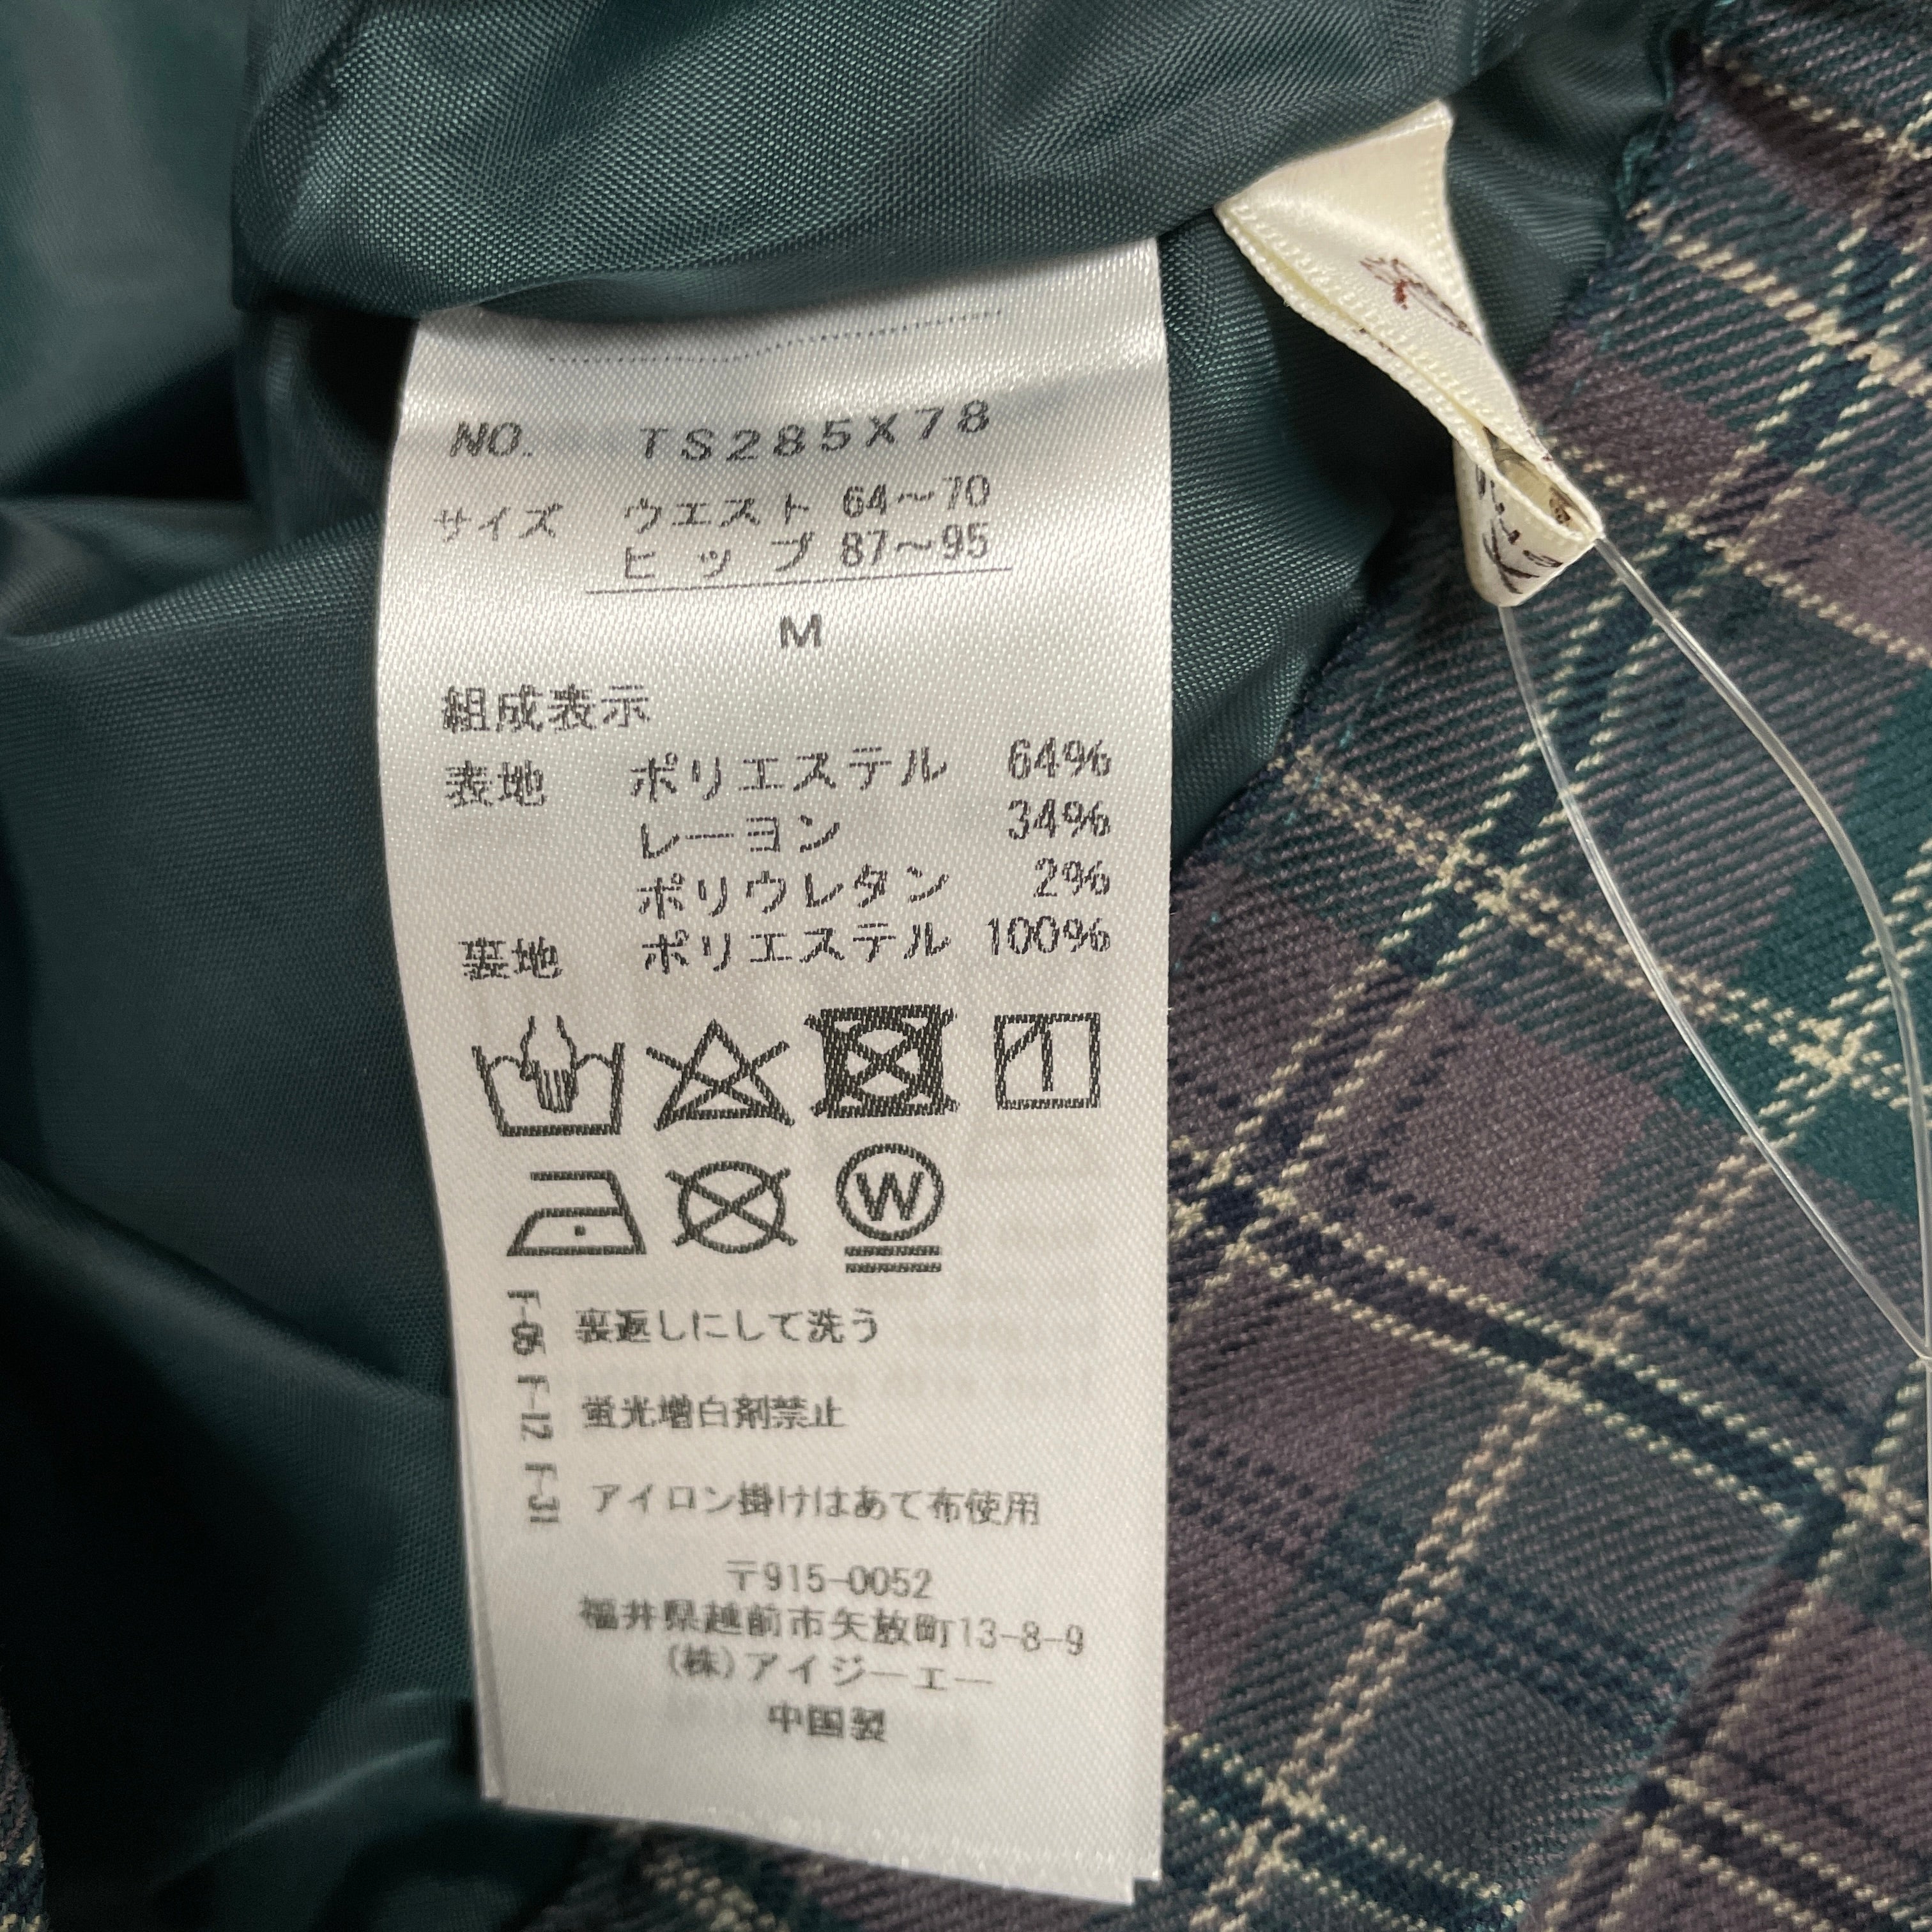 NO. TS285X78
サイズ ウエスト 64～70
ヒップ 87～95
M
組成表示
表地 ポリエステル 64%
レーヨン 34%
ポリウレタン 2%
裏地 ポリエステル 100%
W
F-06 裏返しにして洗う
F-12 蛍光増白剤禁止
F-31 アイロン掛けはあて布使用
〒915-0052
福井県越前市矢放町13-8-9
(株)アイジーエー
中国製